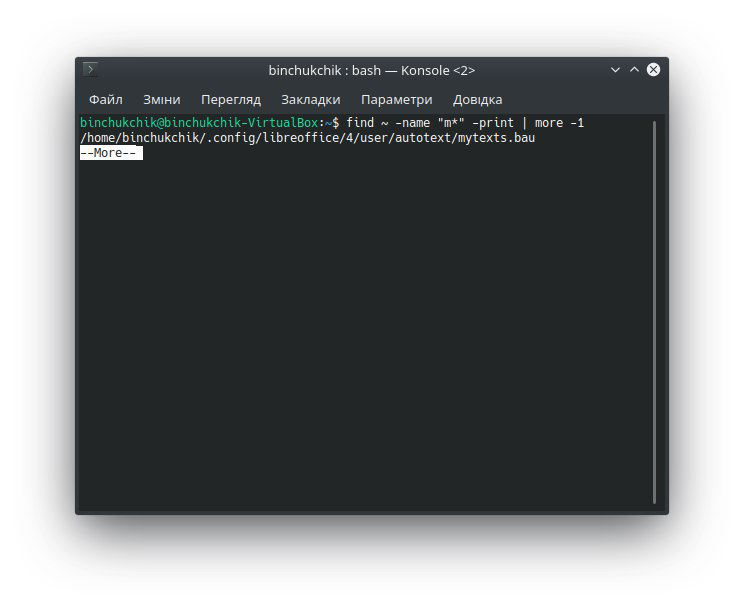 binchukchik : bash — Konsole <2>
Файл Зміни Перегляд Закладки Параметри Довідка
binchukchik@binchukchik-VirtualBox:~$ find ~ -name "m*" -print | more -1
/home/binchukchik/.config/libreoffice/4/user/autotext/mytexts.bau
--More--